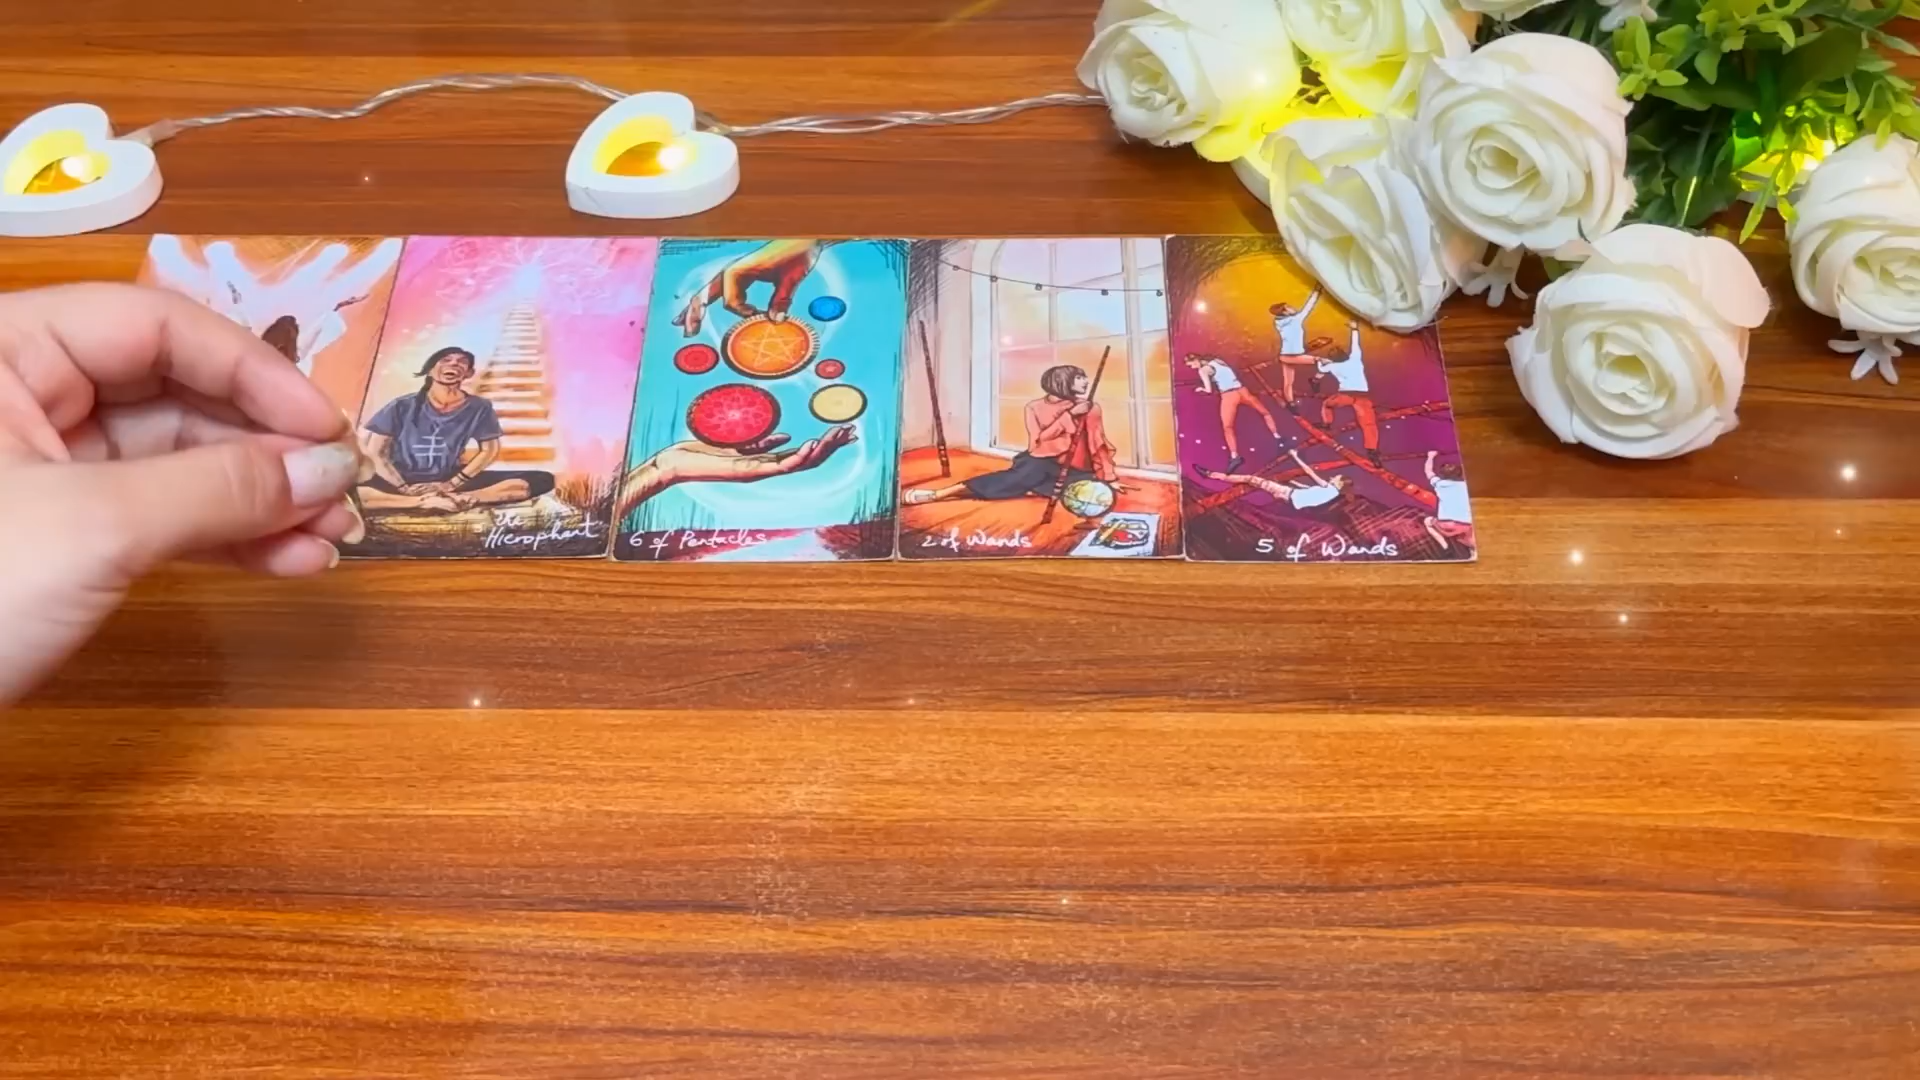 the
Hierophant
6 of Pentacles
2 of Wands
5 of Wands